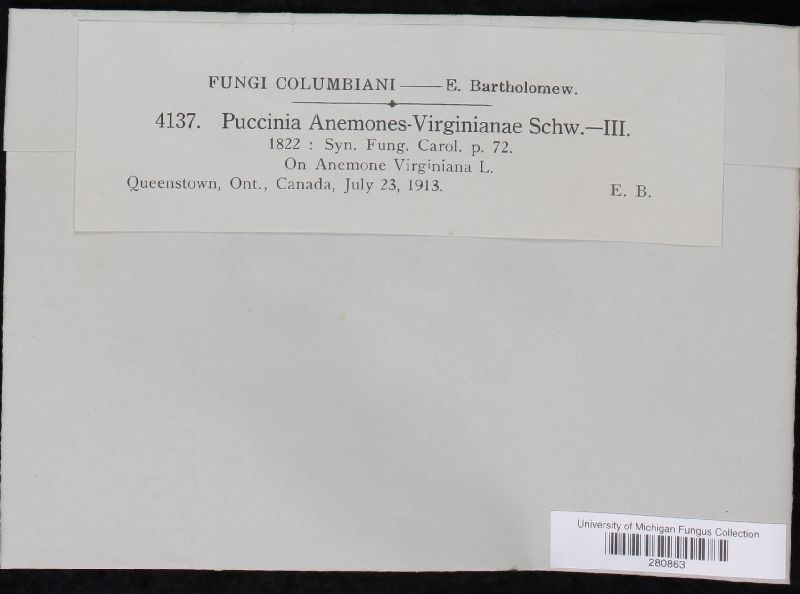 FUNGI COLUMBIANI — E. Bartholomew.
4137. Puccinia Anemones-Virginianae Schw.—III.
1822 : Syn. Fung. Carol. p. 72.
On Anemone Virginiana L.
Queenstown, Ont., Canada, July 23, 1913. E. B.
University of Michigan Fungus Collection
280863